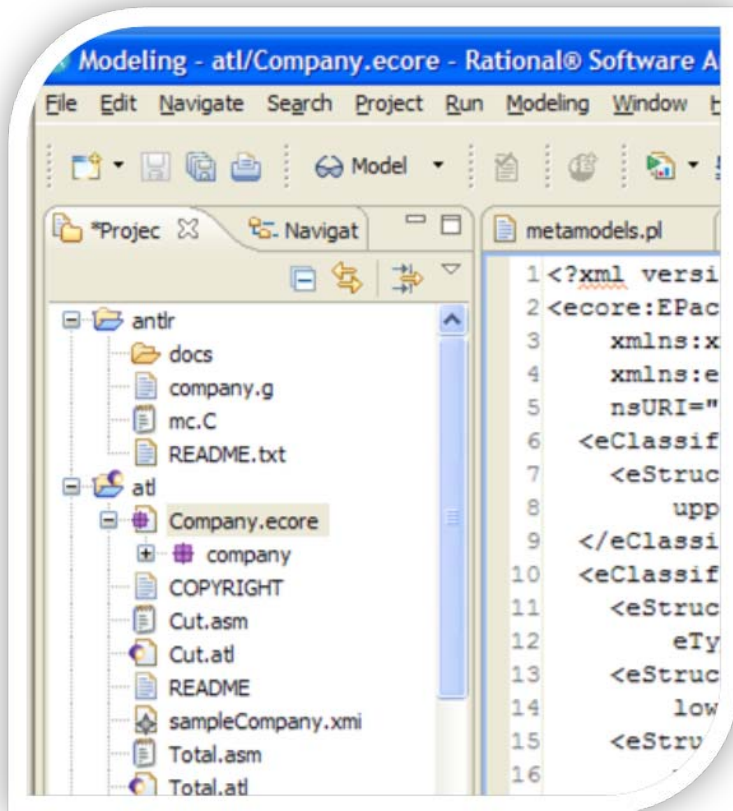 Modeling - atl/Company.ecore - Rational® Software A
File Edit Navigate Search Project Run Modeling Window
Model
*Projec Navigat
metamodels.pl
antlr
docs
company.g
mc.C
README.txt
atl
Company.ecore
company
COPYRIGHT
Cut.asm
Cut.atl
README
sampleCompany.xmi
Total.asm
Total.atl
1 <?xml versi
2 <ecore:EPac
3 xmlns:x
4 xmlns:e
5 nsURI="
6 <eClassif
7 <eStruc
8 upp
9 </eClassi
10 <eClassif
11 <eStruc
12 eTy
13 <eStruc
14 low
15 <eStru
16